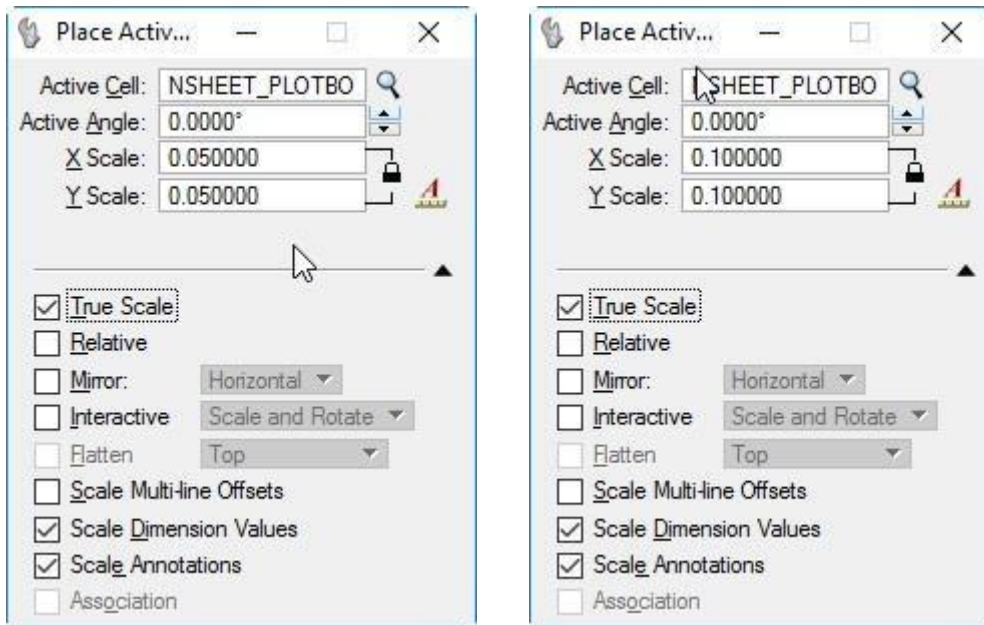 Place Activ...
Active Cell: NSHEET_PLOTBO
Active Angle: 0.0000°
X Scale: 0.050000
Y Scale: 0.050000
A
True Scale
Relative
Mirror: Horizontal
Interactive Scale and Rotate
Flatten Top
Scale Multi-line Offsets
Scale Dimension Values
Scale Annotations
Association
Place Activ...
Active Cell: SHEET_PLOTBO
Active Angle: 0.0000°
X Scale: 0.100000
Y Scale: 0.100000
A
True Scale
Relative
Mirror: Horizontal
Interactive Scale and Rotate
Flatten Top
Scale Multi-line Offsets
Scale Dimension Values
Scale Annotations
Association